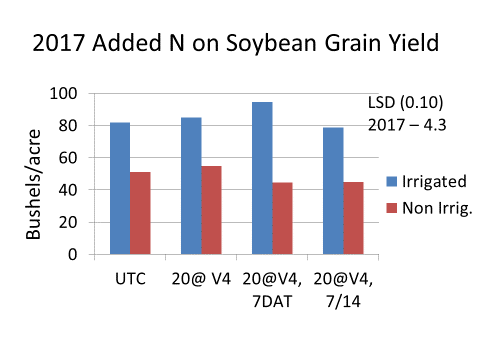 2017 Added N on Soybean Grain Yield
LSD (0.10)
2017 – 4.3
Bushels/acre
100
80
60
40
20
0
UTC
20@ V4
20@V4,
7DAT
20@V4,
7/14
Irrigated
Non Irrig.